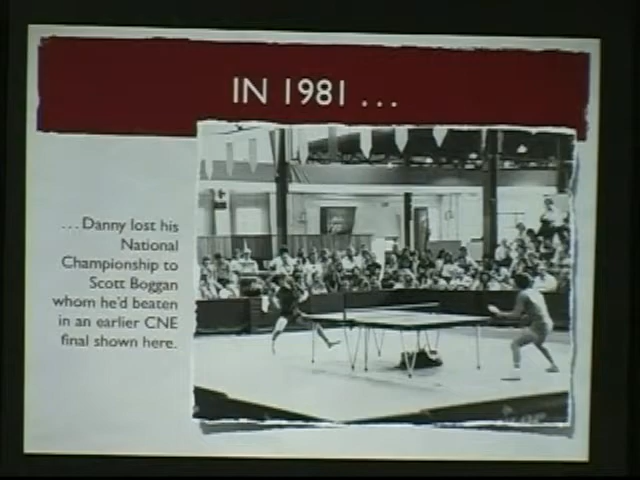 IN 1981 ...
... Danny lost his
National
Championship to
Scott Boggan
whom he'd beaten
in an earlier CNE
final shown here.